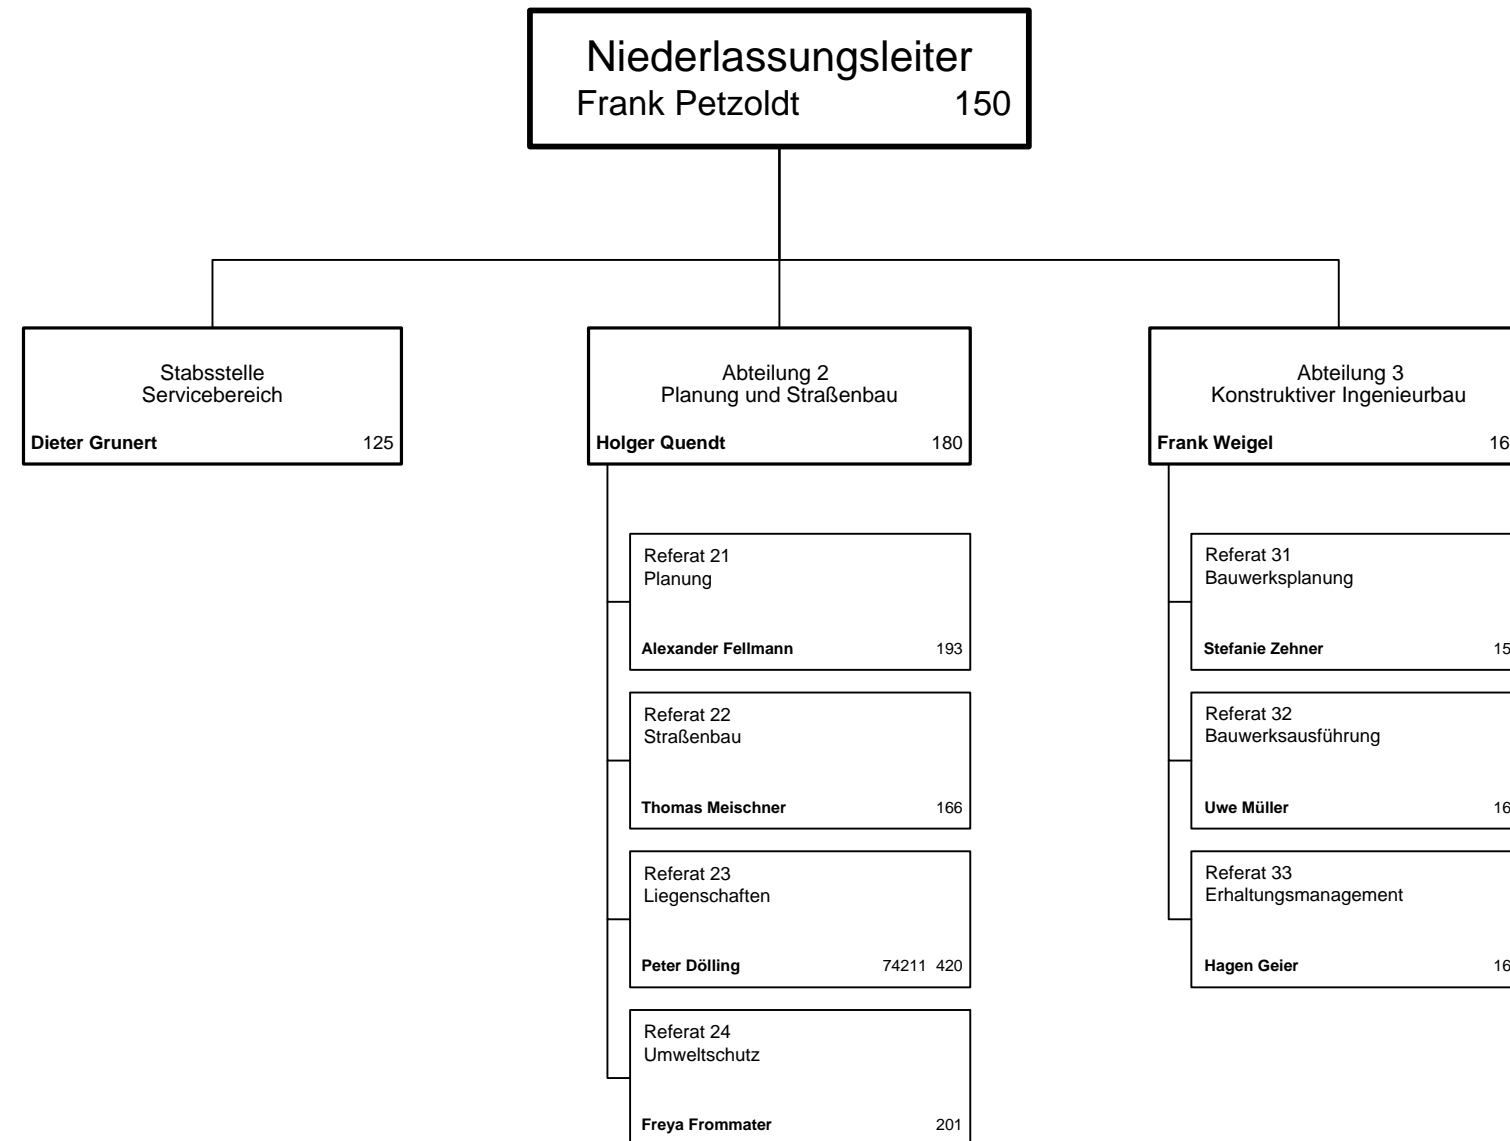 Niederlassungsleiter
Frank Petzoldt 150
Stabsstelle
Servicebereich
Dieter Grunert 125
Abteilung 2
Planung und Straßenbau
Holger Quendt 180
Referat 21
Planung
Alexander Fellmann 193
Referat 22
Straßenbau
Thomas Meischner 166
Referat 23
Liegenschaften
Peter Dölling 74211 420
Referat 24
Umweltschutz
Freya Frommater 201
Abteilung 3
Konstruktiver Ingenieurbau
Frank Weigel
Referat 31
Bauwerksplanung
Stefanie Zehner
Referat 32
Bauwerksausführung
Uwe Müller
Referat 33
Erhaltungsmanagement
Hagen Geier